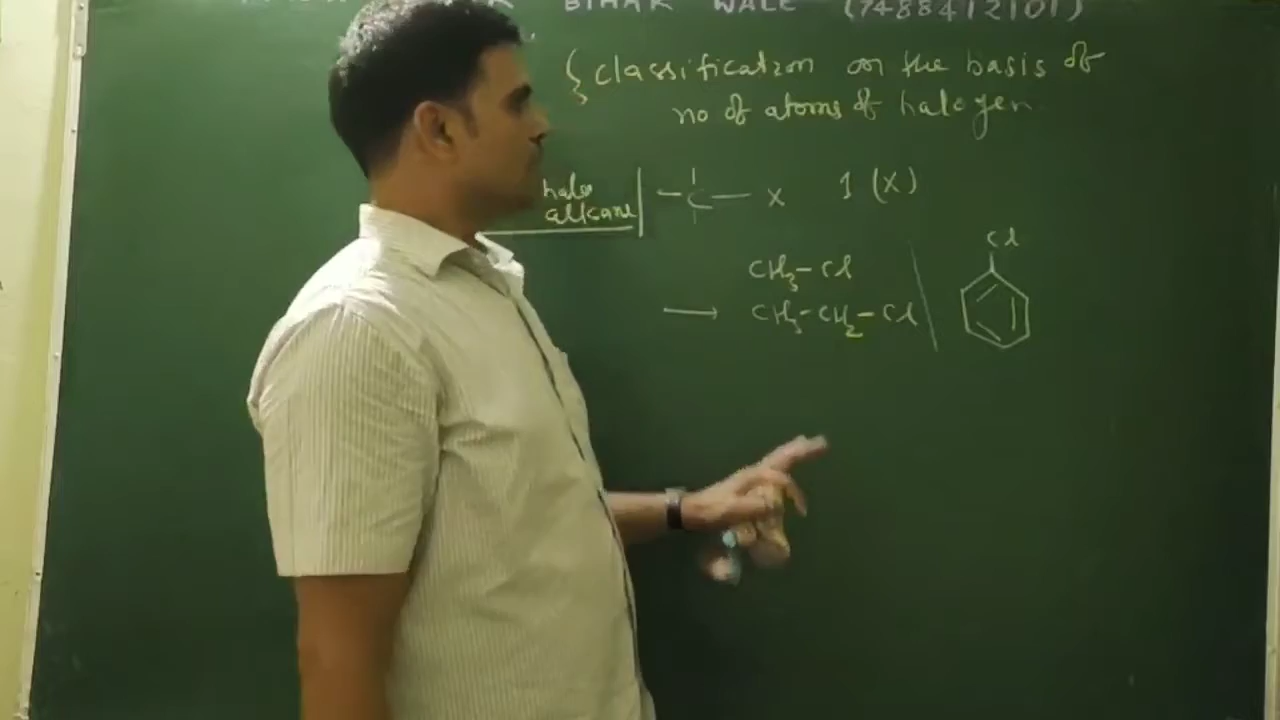 BIHAR WALE (7488412101)
{ classification on the basis of
no of atoms of halogen
halo
alkane | - C - X 1 (X)
Cl
CH3-Cl
→ CH3-CH2-Cl